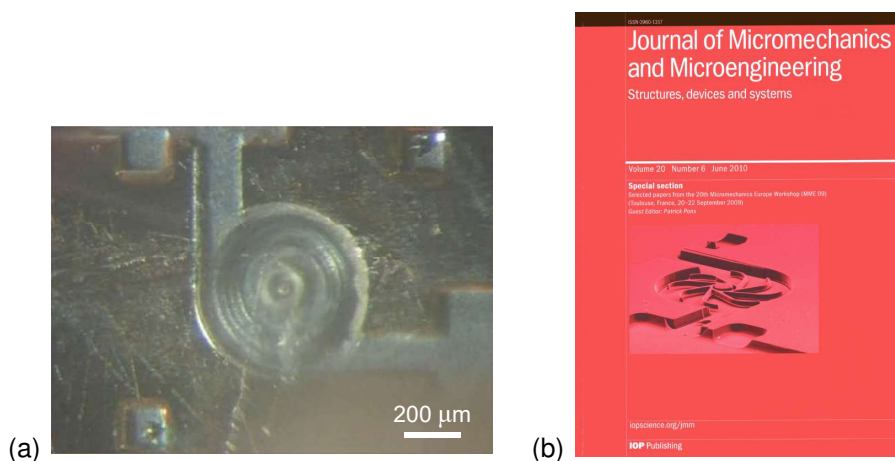 200 µm
(a)
ISSN 0960-1317
Journal of Micromechanics
and Microengineering
Structures, devices and systems
Volume 20 Number 6 June 2010
Special section
Selected papers from the 20th Micromechanics Europe Workshop (MME 09)
(Toulouse, France, 20–22 September 2009)
Guest Editor: Patrick Pons
iopscience.org/jmm
IOP Publishing
(b)